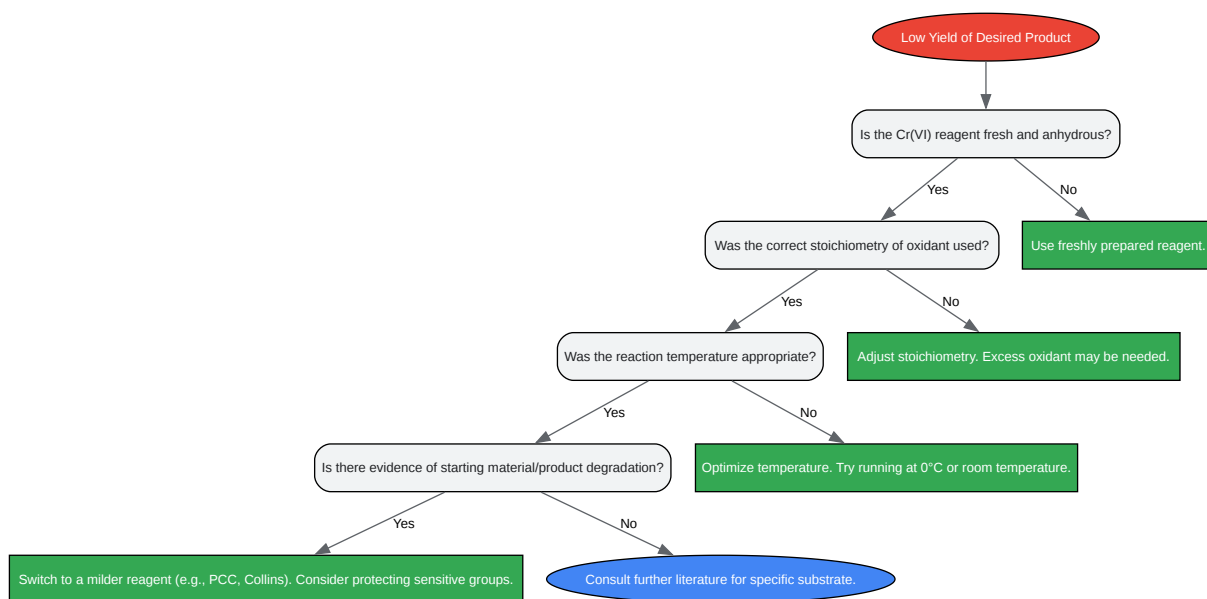 Low Yield of Desired Product
Is the Cr(VI) reagent fresh and anhydrous?
Yes
No
Was the correct stoichiometry of oxidant used?
Use freshly prepared reagent.
Yes
No
Was the reaction temperature appropriate?
Adjust stoichiometry. Excess oxidant may be needed.
Yes
No
Is there evidence of starting material/product degradation?
Optimize temperature. Try running at 0°C or room temperature.
Yes
No
Switch to a milder reagent (e.g., PCC, Collins). Consider protecting sensitive groups.
Consult further literature for specific substrate.